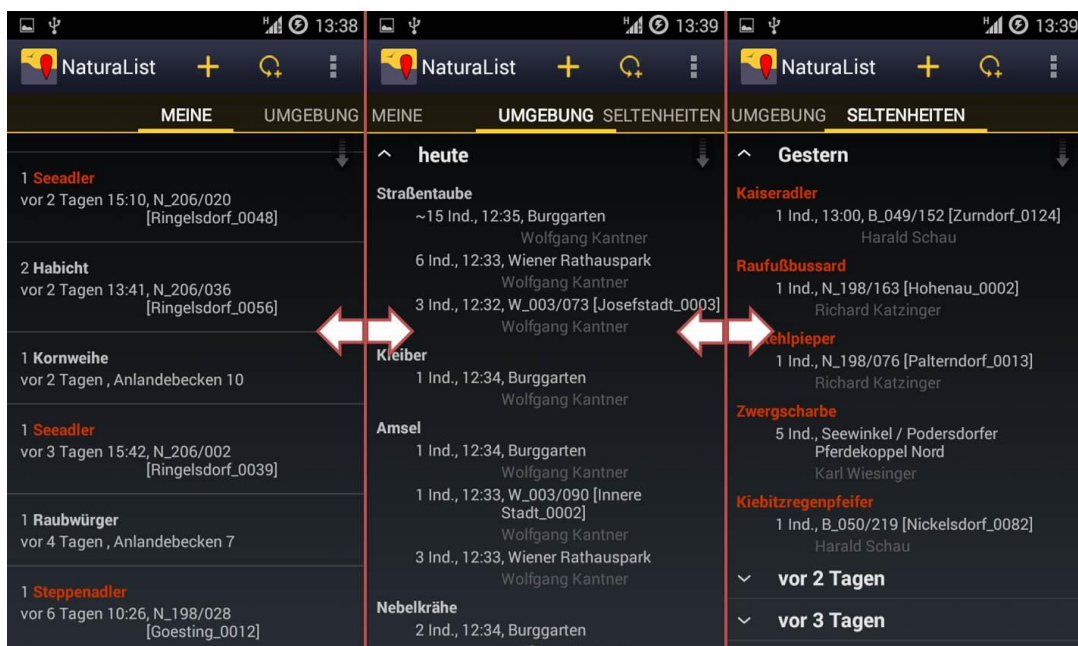 13:38
NaturaList
MEINE UMGEBUNG
1 Seeadler
vor 2 Tagen 15:10, N_206/020
[Ringelsdorf_0048]
2 Habicht
vor 2 Tagen 13:41, N_206/036
[Ringelsdorf_0056]
1 Kornweihe
vor 2 Tagen , Anlandebecken 10
1 Seeadler
vor 3 Tagen 15:42, N_206/002
[Ringelsdorf_0039]
1 Raubwürger
vor 4 Tagen , Anlandebecken 7
1 Steppenadler
vor 6 Tagen 10:26, N_198/028
[Goesting_0012]
H 13:39
NaturaList
MEINE UMGEBUNG SELTENHEITEN
heute
Straßentaube
~15 Ind., 12:35, Burggarten
Wolfgang Kantner
6 Ind., 12:33, Wiener Rathauspark
Wolfgang Kantner
3 Ind., 12:32, W_003/073 [Josefstadt_0003]
Wolfgang Kantner
Kleiber
1 Ind., 12:34, Burggarten
Wolfgang Kantner
Amsel
1 Ind., 12:34, Burggarten
Wolfgang Kantner
1 Ind., 12:33, W_003/090 [Innere
Stadt_0002]
Wolfgang Kantner
3 Ind., 12:33, Wiener Rathauspark
Wolfgang Kantner
Nebelkrähe
2 Ind., 12:34, Burggarten
H 13:39
NaturaList
UMGEBUNG SELTENHEITEN
Gestern
Kaiseradler
1 Ind., 13:00, B_049/152 [Zurndorf_0124]
Harald Schau
Raufußbussard
1 Ind., N_198/163 [Hohenau_0002]
Richard Katzinger
ehlpieper
1 Ind., N_198/076 [Palterndorf_0013]
Richard Katzinger
Zwergscharbe
5 Ind., Seewinkel / Podersdorfer
Pferdekoppel Nord
Karl Wiesinger
Kiebitzregenpfeifer
1 Ind., B_050/219 [Nickelsdorf_0082]
Harald Schau
vor 2 Tagen
vor 3 Tagen